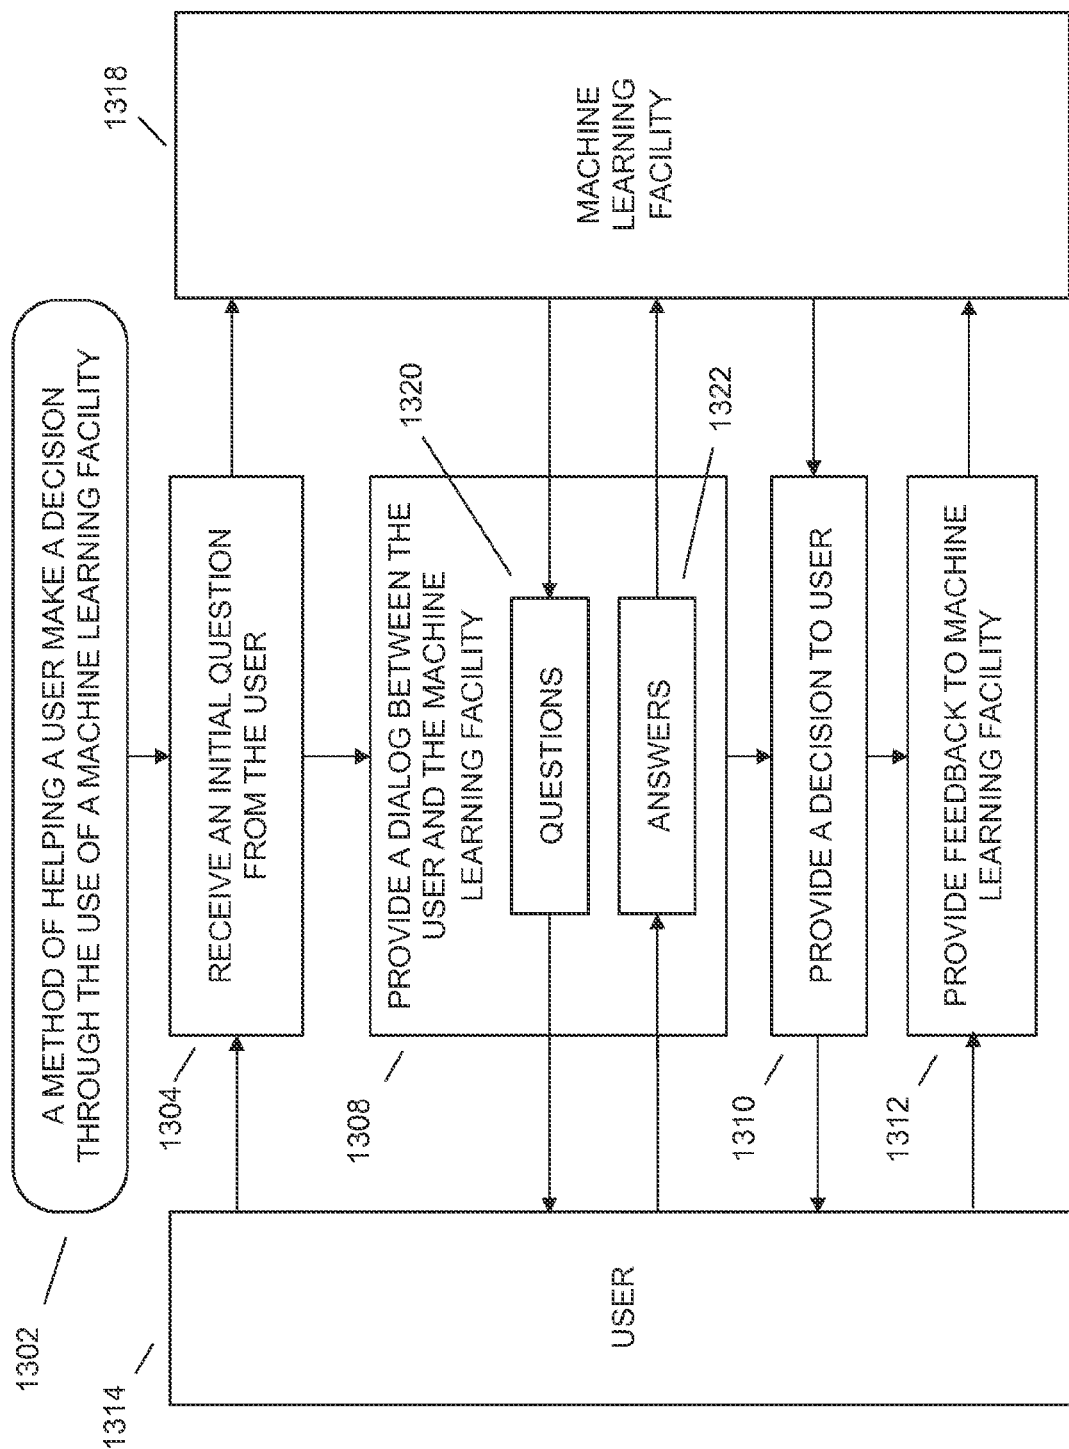 A METHOD OF HELPING A USER MAKE A DECISION
THROUGH THE USE OF A MACHINE LEARNING FACILITY
1302
1314
USER
1304
RECEIVE AN INITIAL QUESTION
FROM THE USER
1308
PROVIDE A DIALOG BETWEEN THE
USER AND THE MACHINE
LEARNING FACILITY
1320
QUESTIONS
ANSWERS
1322
1310
PROVIDE A DECISION TO USER
1312
PROVIDE FEEDBACK TO MACHINE
LEARNING FACILITY
1318
MACHINE
LEARNING
FACILITY